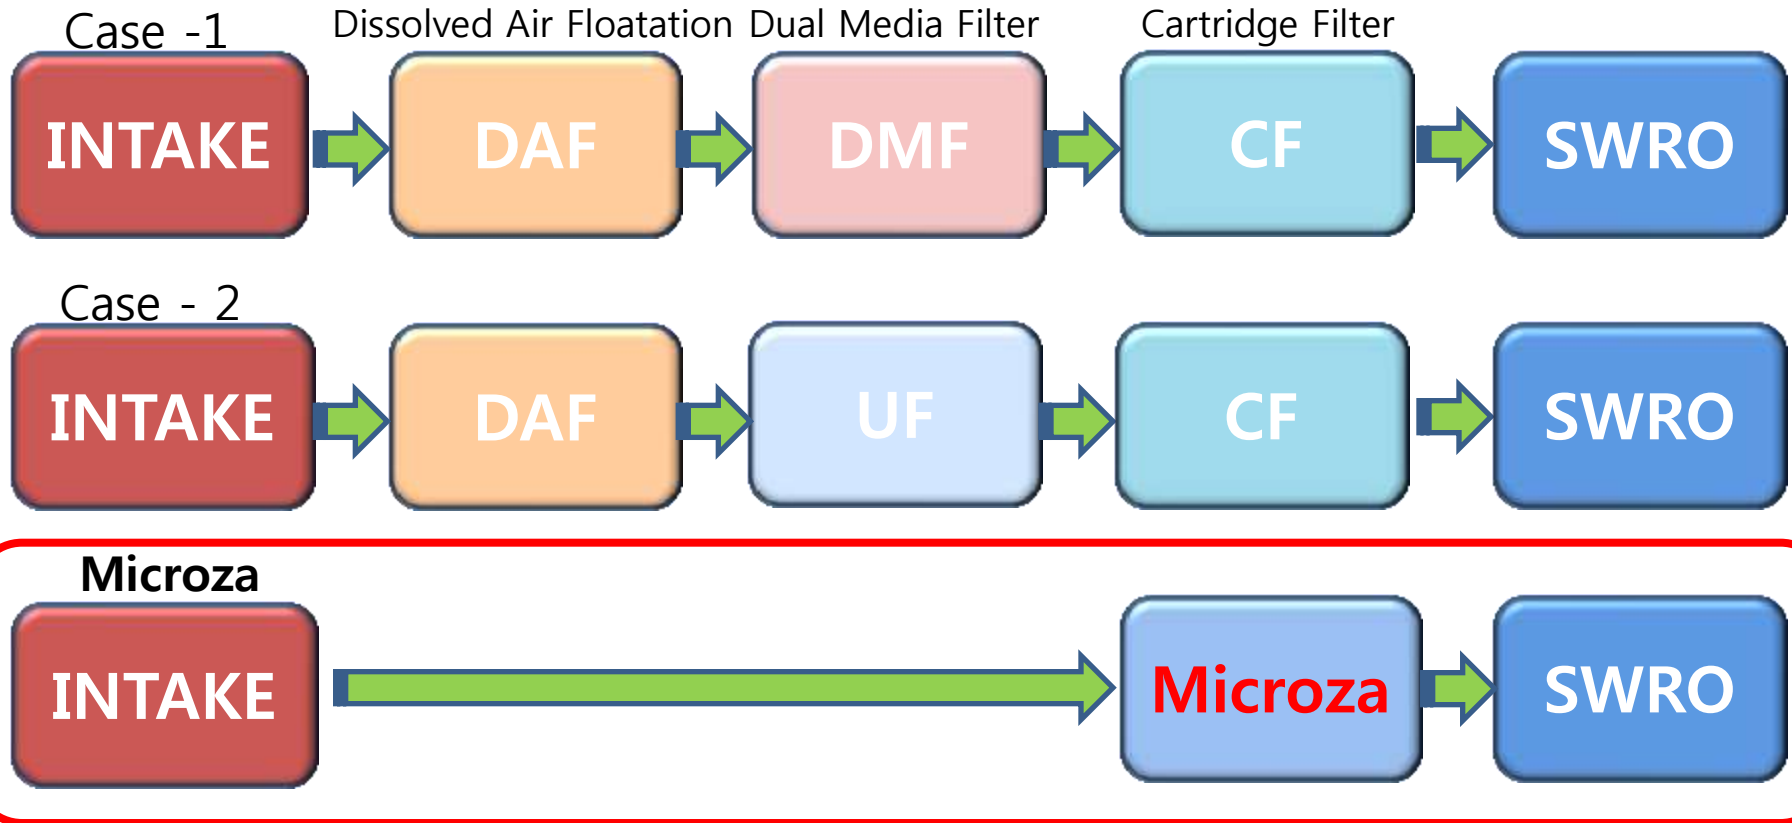 Case -1
Dissolved Air Floatation Dual Media Filter Cartridge Filter
INTAKE DAF DMF CF SWRO
Case - 2
INTAKE DAF UF CF SWRO
Microza
INTAKE Microza SWRO